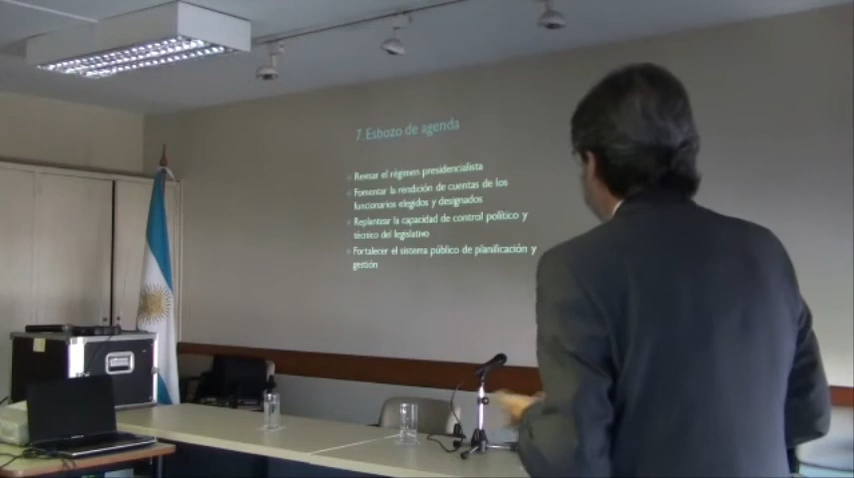 7. Esbozo de agenda
Revisar el régimen presidencialista
Fomentar la rendición de cuentas de los
funcionarios elegidos y designados
Replantear la capacidad de control político y
técnico del legislativo
Fortalecer el sistema público de planificación y
gestión